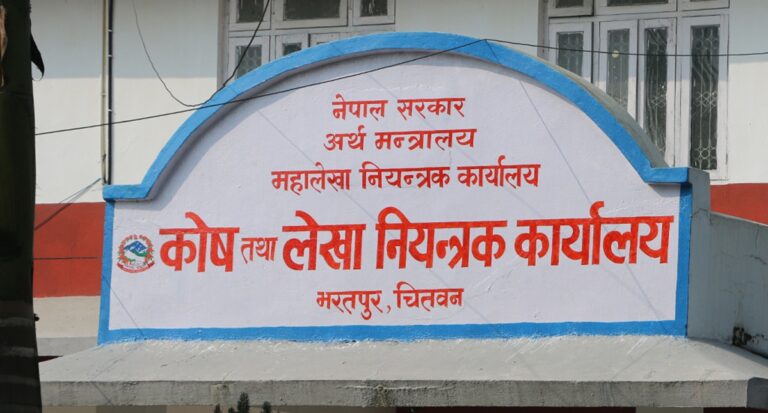 नेपाल सरकार
अर्थ मन्त्रालय
महालेखा नियन्त्रक कार्यालय
कोष तथा लेखा नियन्त्रक कार्यालय
भरतपुर, चितवन